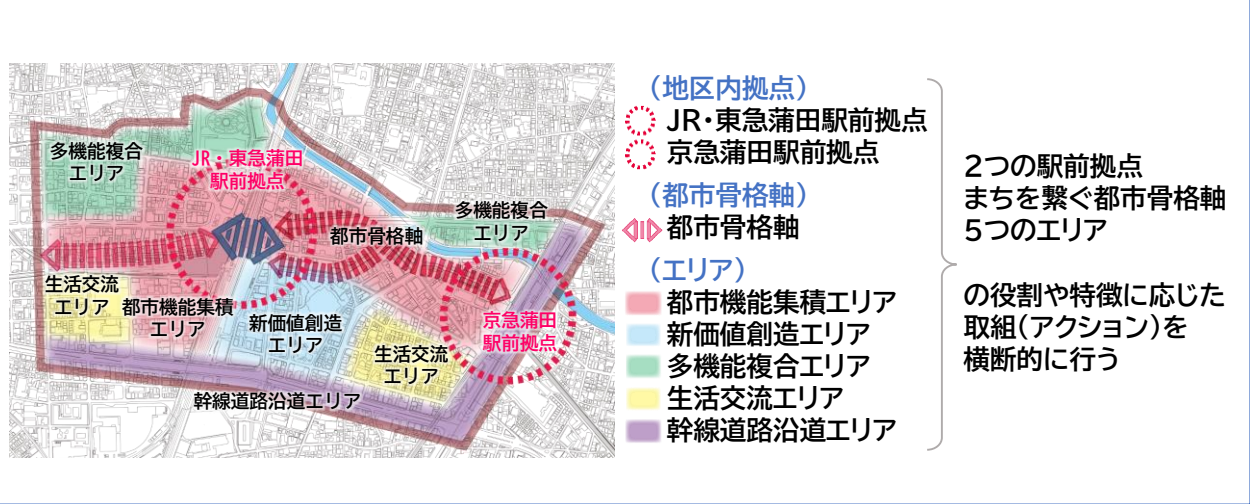 多機能複合
エリア
JR・東急蒲田
駅前拠点
多機能複合
エリア
都市骨格軸
生活交流
エリア
都市機能集積
エリア
新価値創造
エリア
生活交流
エリア
京急蒲田
駅前拠点
幹線道路沿道エリア
（地区内拠点）
JR・東急蒲田駅前拠点
京急蒲田駅前拠点
（都市骨格軸）
都市骨格軸
（エリア）
都市機能集積エリア
新価値創造エリア
多機能複合エリア
生活交流エリア
幹線道路沿道エリア
２つの駅前拠点
まちを繋ぐ都市骨格軸
５つのエリア
の役割や特徴に応じた
取組（アクション）を
横断的に行う